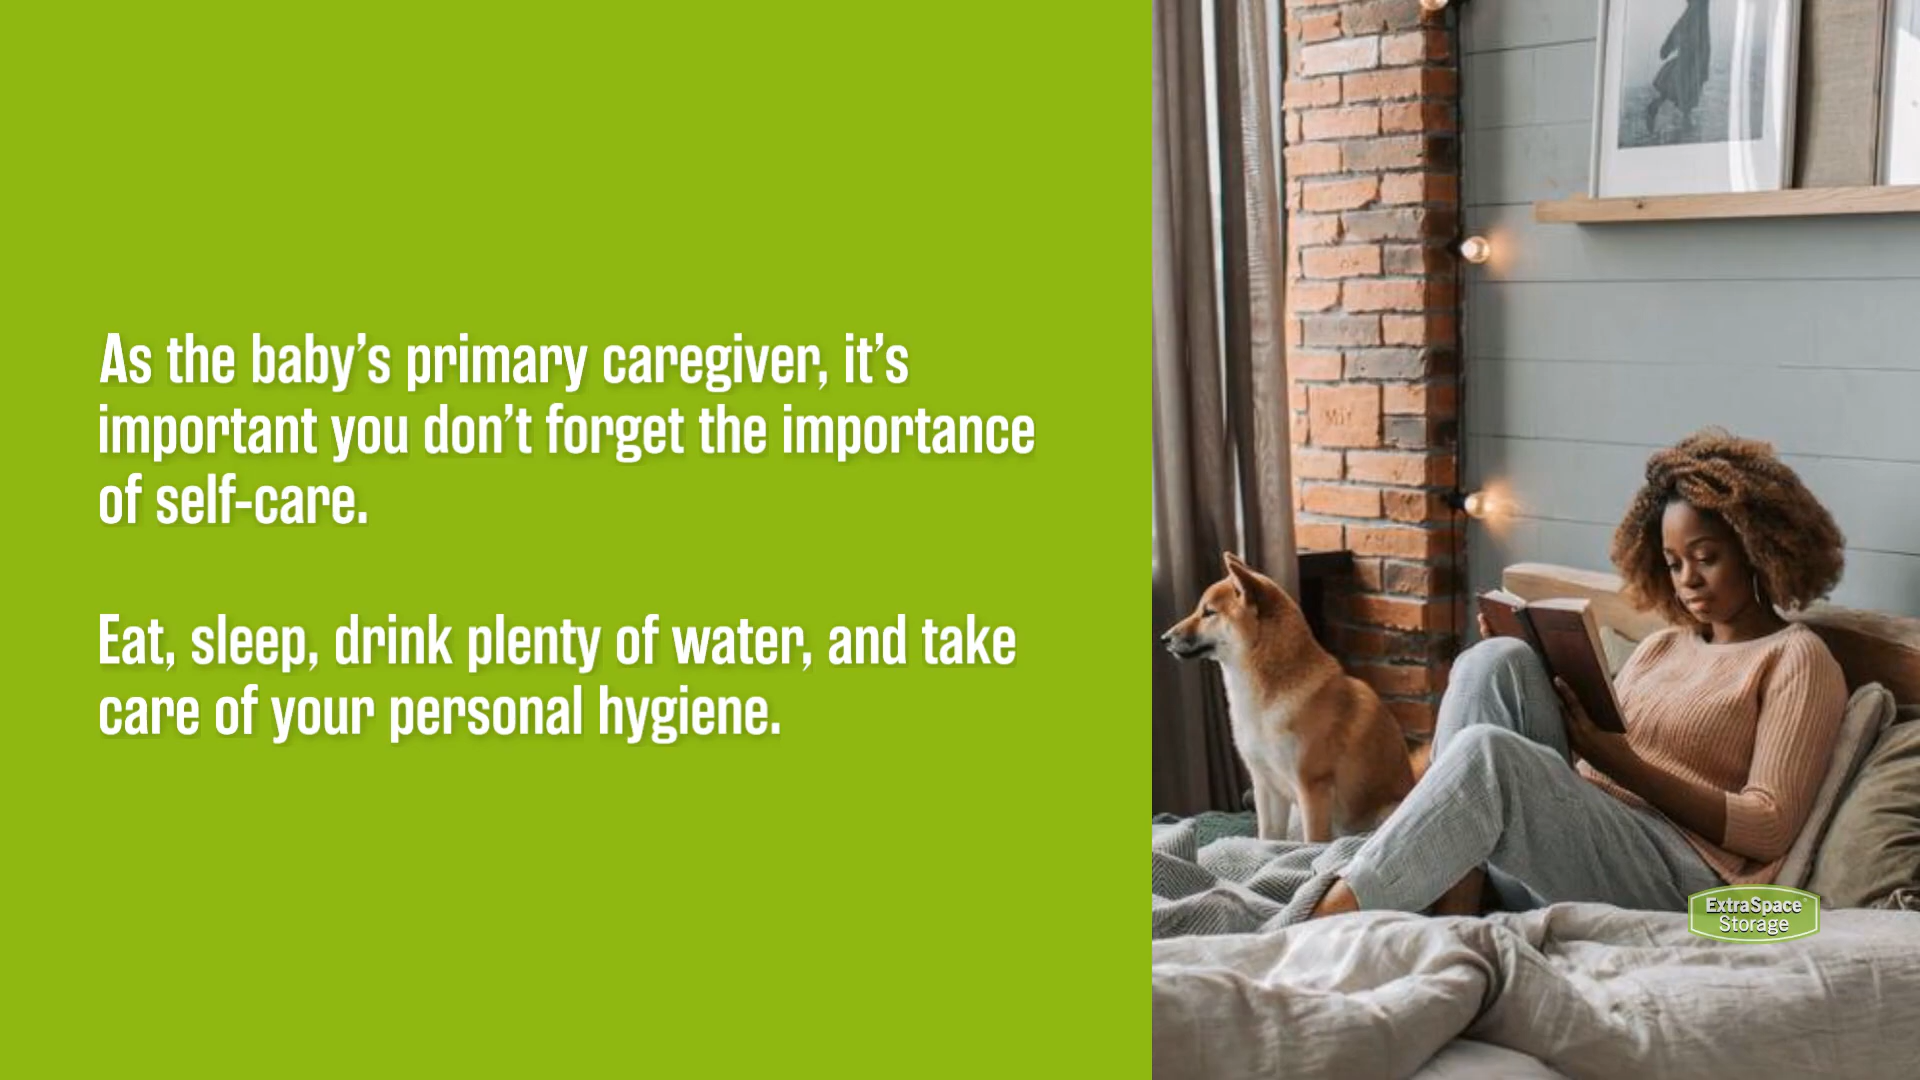 As the baby’s primary caregiver, it’s
important you don’t forget the importance
of self-care.
Eat, sleep, drink plenty of water, and take
care of your personal hygiene.
ExtraSpace
Storage